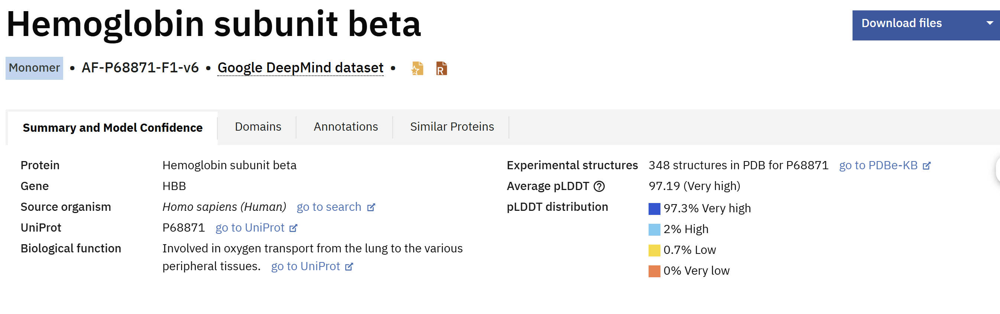 Hemoglobin subunit beta
Download files
Monomer • AF-P68871-F1-v6 • Google DeepMind dataset •
R
Summary and Model Confidence
Domains
Annotations
Similar Proteins
Protein Hemoglobin subunit beta
Gene HBB
Source organism Homo sapiens (Human) go to search
UniProt P68871 go to UniProt
Biological function Involved in oxygen transport from the lung to the various
peripheral tissues. go to UniProt
Experimental structures 348 structures in PDB for P68871 go to PDBe-KB
Average pLDDT ? 97.19 (Very high)
pLDDT distribution 97.3% Very high
2% High
0.7% Low
0% Very low